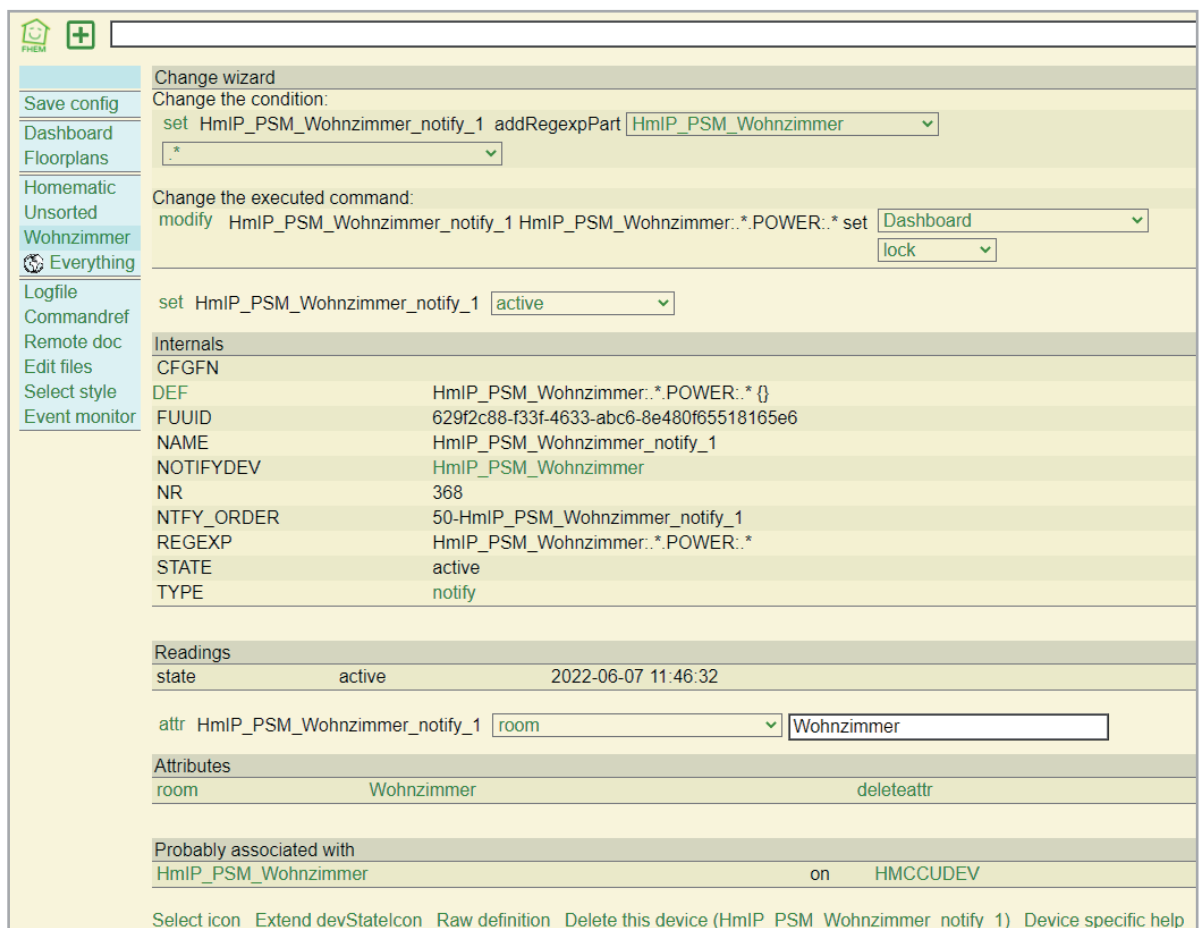 FHEM
Change wizard
Save config
Change the condition:
set HmIP_PSM_Wohnzimmer_notify_1 addRegexpPart HmIP_PSM_Wohnzimmer
Dashboard
.*
Floorplans
Homematic
Change the executed command:
Unsorted
modify HmIP_PSM_Wohnzimmer_notify_1 HmIP_PSM_Wohnzimmer:.*.POWER:.* set Dashboard
Wohnzimmer
lock
Everything
Logfile
set HmIP_PSM_Wohnzimmer_notify_1 active
Commandref
Remote doc
Internals
Edit files
CFGFN
Select style
DEF HmIP_PSM_Wohnzimmer:.*.POWER:.* {}
Event monitor
FUUID 629f2c88-f33f-4633-abc6-8e480f65518165e6
NAME HmIP_PSM_Wohnzimmer_notify_1
NOTIFYDEV HmIP_PSM_Wohnzimmer
NR 368
NTFY_ORDER 50-HmIP_PSM_Wohnzimmer_notify_1
REGEXP HmIP_PSM_Wohnzimmer:.*.POWER:.*
STATE active
TYPE notify
Readings
state active 2022-06-07 11:46:32
attr HmIP_PSM_Wohnzimmer_notify_1 room Wohnzimmer
Attributes
room Wohnzimmer deleteattr
Probably associated with
HmIP_PSM_Wohnzimmer on HMCCUDEV
Select icon Extend devStateIcon Raw definition Delete this device (HmIP_PSM_Wohnzimmer_notify_1) Device specific help